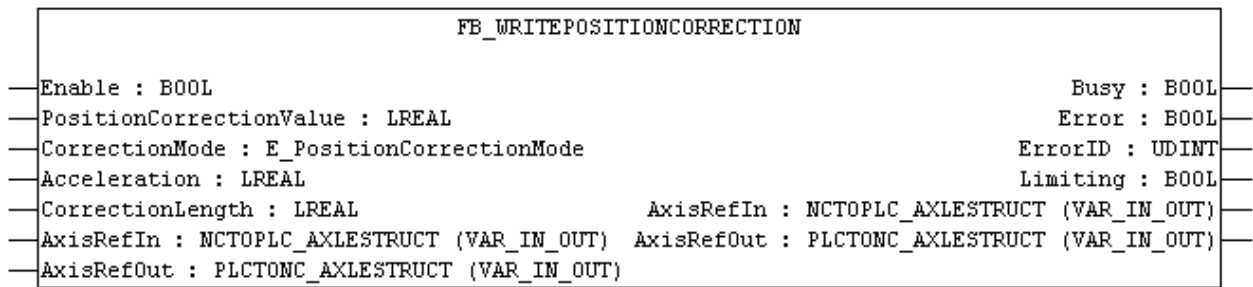 FB_WRITEPOSITIONCORRECTION
Enable : BOOL Busy : BOOL
PositionCorrectionValue : LREAL Error : BOOL
CorrectionMode : E_PositionCorrectionMode ErrorID : UDINT
Acceleration : LREAL Limiting : BOOL
CorrectionLength : LREAL AxisRefIn : NCTOPLC_AXLESTRUCT (VAR_IN_OUT)
AxisRefIn : NCTOPLC_AXLESTRUCT (VAR_IN_OUT) AxisRefOut : PLCTONC_AXLESTRUCT (VAR_IN_OUT)
AxisRefOut : PLCTONC_AXLESTRUCT (VAR_IN_OUT)